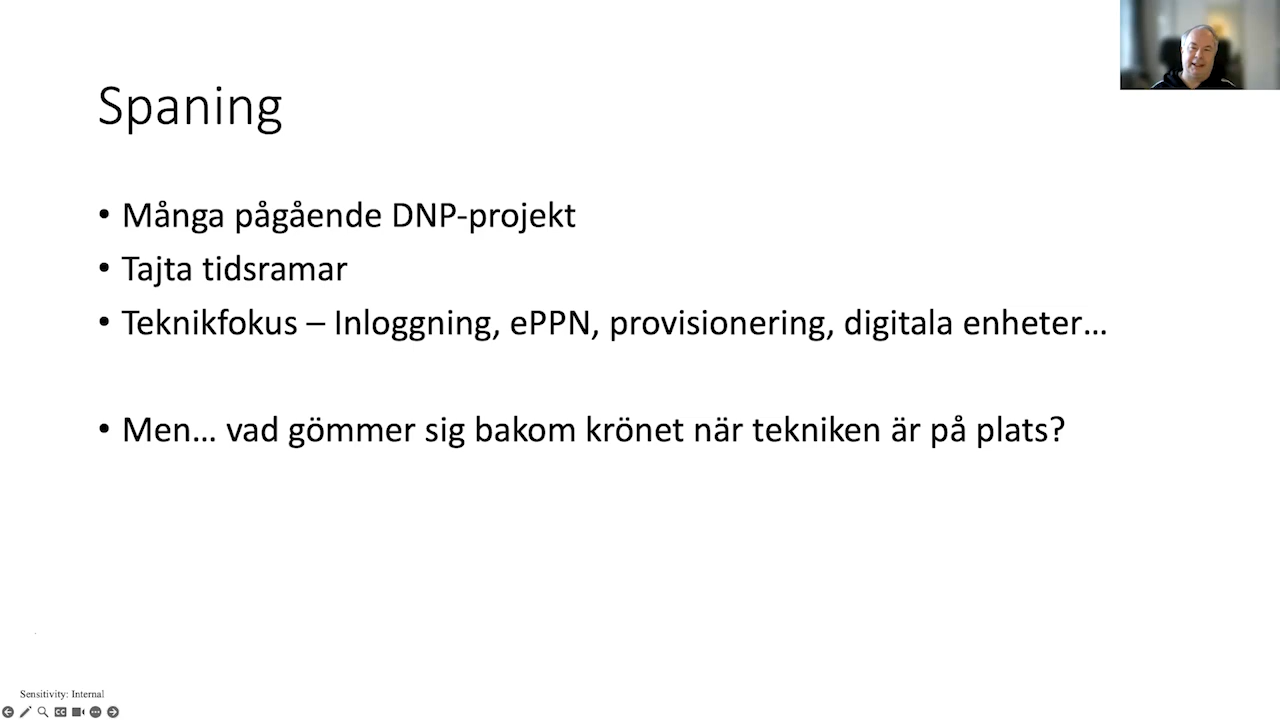 Spaning
• Många pågående DNP-projekt
• Tajta tidsramar
• Teknikfokus – Inloggning, ePPN, provisionering, digitala enheter…
• Men… vad gömmer sig bakom krönet när tekniken är på plats?
Sensitivity: Internal